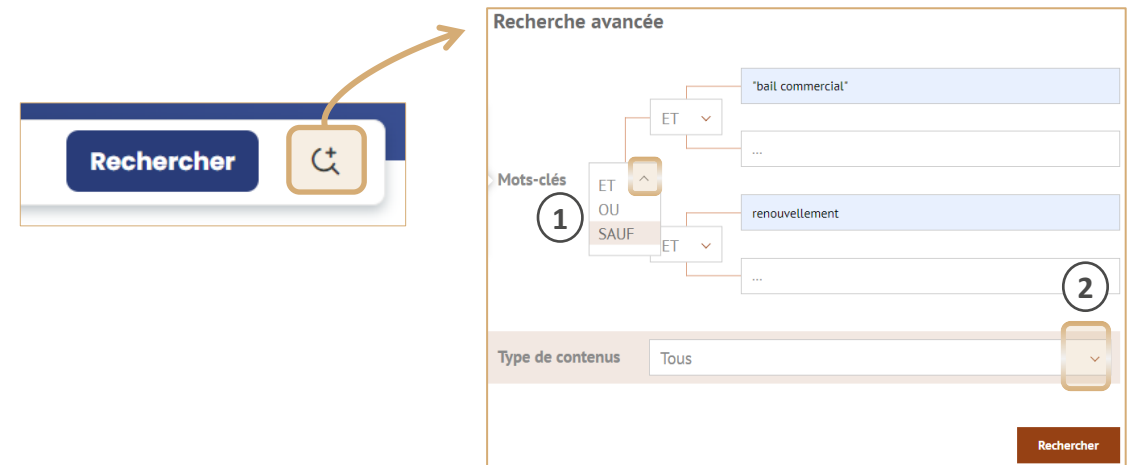 Recherche avancée
Rechercher
"bail commercial"
ET
...
Mots-clés
ET
OU
SAUF
1
renouvellement
ET
...
2
Type de contenus
Tous
Rechercher